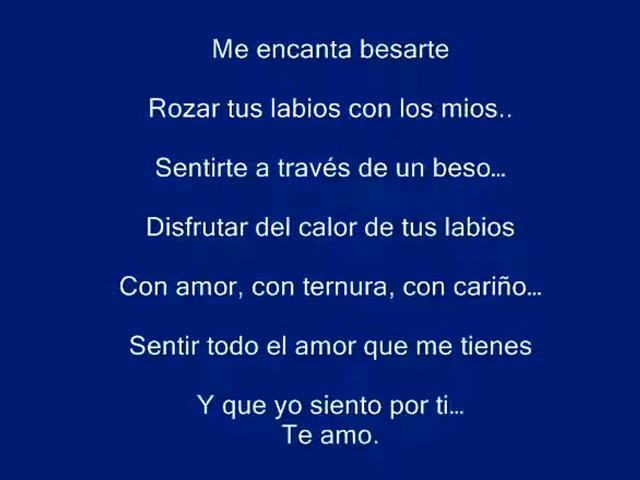 Me encanta besarte
Rozar tus labios con los mios..
Sentirte a través de un beso…
Disfrutar del calor de tus labios
Con amor, con ternura, con cariño…
Sentir todo el amor que me tienes
Y que yo siento por ti…
Te amo.